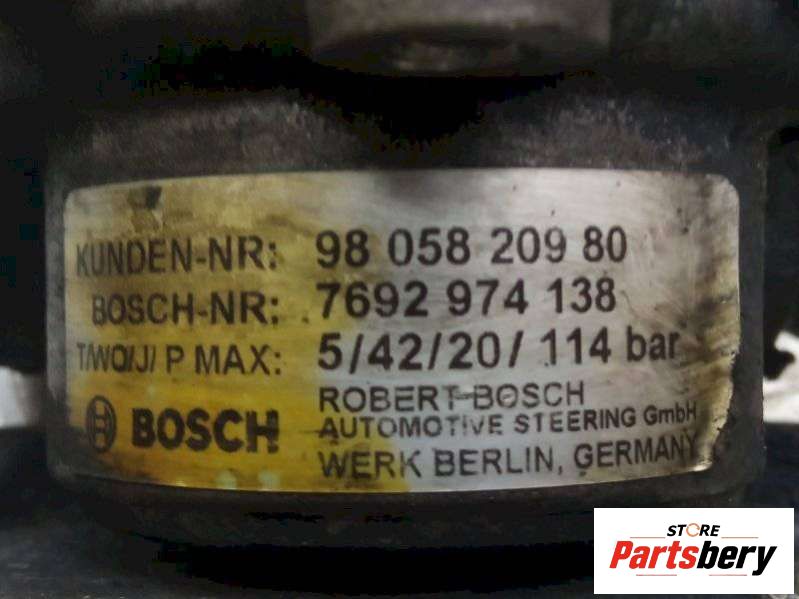 KUNDEN-NR: 98 058 209 80
BOSCH-NR: 7692 974 138
T/WO/J/ P MAX: 5/42/20/ 114 bar
BOSCH
ROBERT BOSCH
AUTOMOTIVE STEERING GmbH
WERK BERLIN, GERMANY
STORE
Partsbery